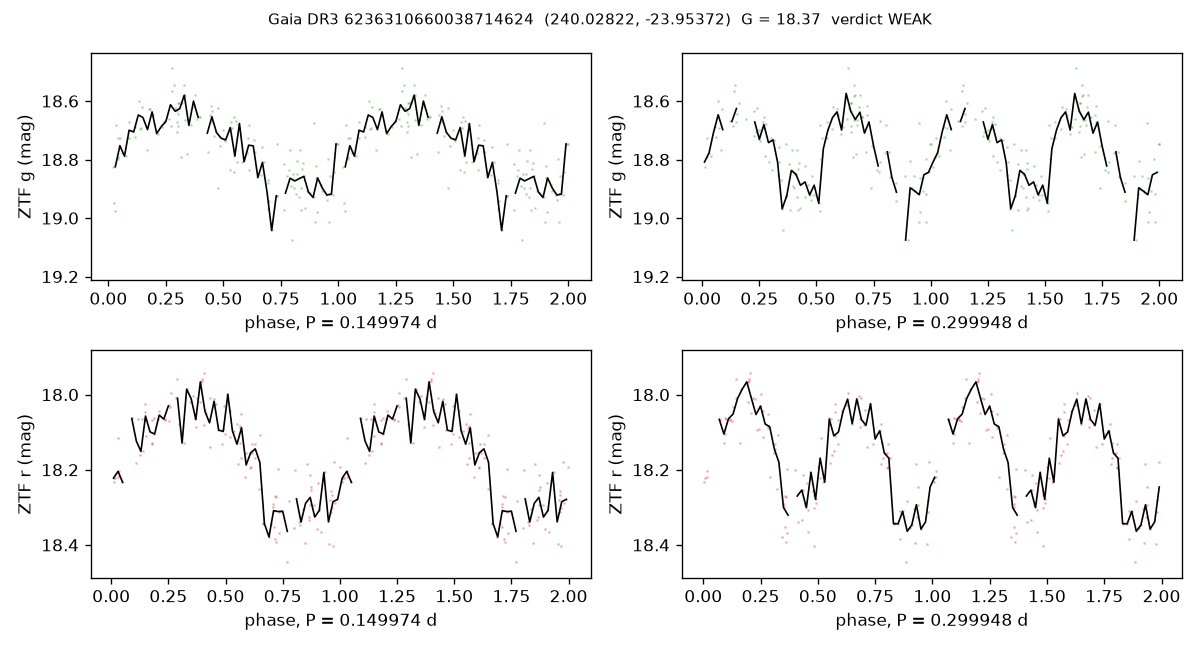 Gaia DR3 6236310660038714624  (240.02822, -23.95372)  G = 18.37  verdict WEAK
ZTF g (mag)
18.6
18.8
19.0
19.2
0.00 0.25 0.50 0.75 1.00 1.25 1.50 1.75 2.00
phase, P = 0.149974 d
ZTF g (mag)
18.6
18.8
19.0
19.2
0.00 0.25 0.50 0.75 1.00 1.25 1.50 1.75 2.00
phase, P = 0.299948 d
ZTF r (mag)
18.0
18.2
18.4
0.00 0.25 0.50 0.75 1.00 1.25 1.50 1.75 2.00
phase, P = 0.149974 d
ZTF r (mag)
18.0
18.2
18.4
0.00 0.25 0.50 0.75 1.00 1.25 1.50 1.75 2.00
phase, P = 0.299948 d